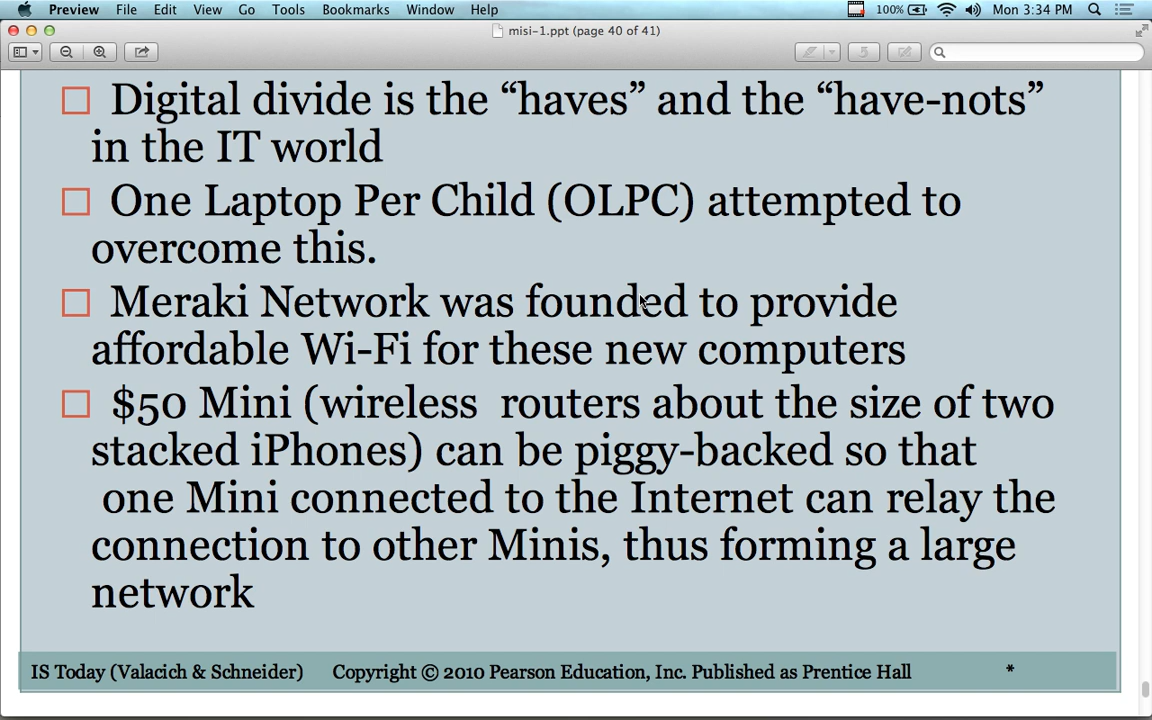 Preview File Edit View Go Tools Bookmarks Window Help 100% Mon 3:34 PM
misi-1.ppt (page 40 of 41)
Digital divide is the “haves” and the “have-nots”
in the IT world
One Laptop Per Child (OLPC) attempted to
overcome this.
Meraki Network was founded to provide
affordable Wi-Fi for these new computers
$50 Mini (wireless routers about the size of two
stacked iPhones) can be piggy-backed so that
one Mini connected to the Internet can relay the
connection to other Minis, thus forming a large
network
IS Today (Valacich & Schneider) Copyright © 2010 Pearson Education, Inc. Published as Prentice Hall *